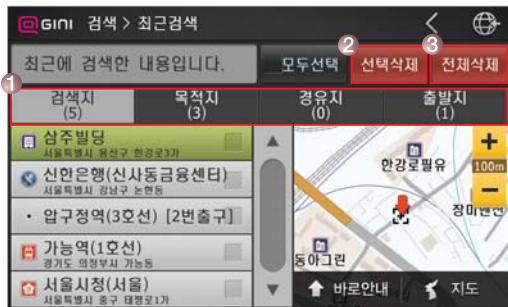 GINI 검색 > 최근검색
최근에 검색한 내용입니다.
모두선택
② 선택삭제
③ 전체삭제
①
검색지
(5)
목적지
(3)
경유지
(0)
출발지
(1)
삼주빌딩
서울특별시 용산구 한강로3가
신한은행(신사동금융센터)
서울특별시 강남구 논현동
· 압구정역(3호선) [2번출구]
가능역(1호선)
경기도 의정부시 가능동
서울시청(서울)
서울특별시 중구 태평로1가
한강로필유
+
100m
−
동아그린
바로안내
지도